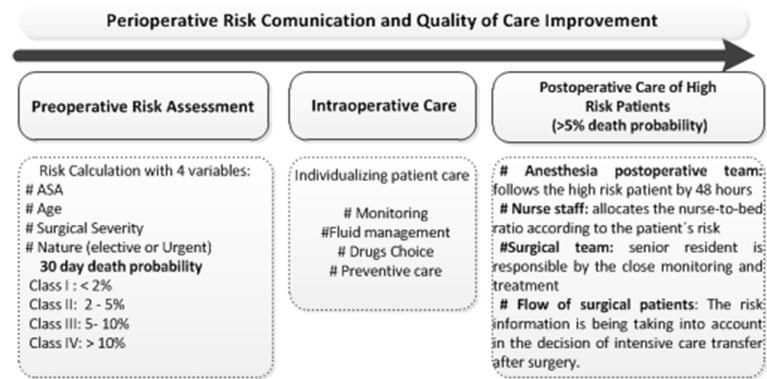 Perioperative Risk Comunication and Quality of Care Improvement
Preoperative Risk Assessment
Risk Calculation with 4 variables:
# ASA
# Age
# Surgical Severity
# Nature (elective or Urgent)
30 day death probability
Class I : < 2%
Class II: 2 - 5%
Class III: 5- 10%
Class IV: > 10%
Intraoperative Care
Individualizing patient care
# Monitoring
#Fluid management
# Drugs Choice
# Preventive care
Postoperative Care of High
Risk Patients
(>5% death probability)
# Anesthesia postoperative team:
follows the high risk patient by 48 hours
# Nurse staff: allocates the nurse-to-bed
ratio according to the patient´s risk
#Surgical team: senior resident is
responsible by the close monitoring and
treatment
# Flow of surgical patients: The risk
information is being taking into account
in the decision of intensive care transfer
after surgery.